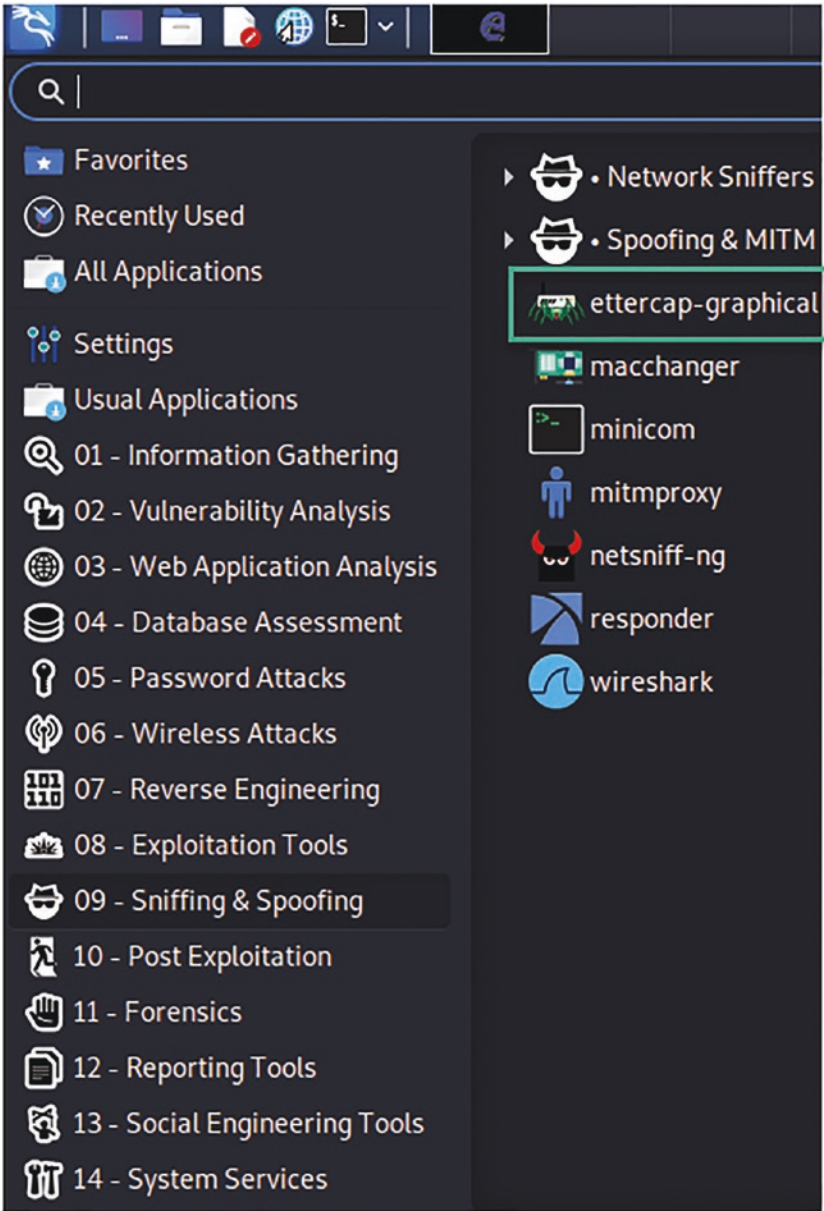 Favorites
Recently Used
All Applications
Settings
Usual Applications
01 - Information Gathering
02 - Vulnerability Analysis
03 - Web Application Analysis
04 - Database Assessment
05 - Password Attacks
06 - Wireless Attacks
07 - Reverse Engineering
08 - Exploitation Tools
09 - Sniffing & Spoofing
10 - Post Exploitation
11 - Forensics
12 - Reporting Tools
13 - Social Engineering Tools
14 - System Services
• Network Sniffers
• Spoofing & MITM
ettercap-graphical
macchanger
minicom
mitmproxy
netsniff-ng
responder
wireshark